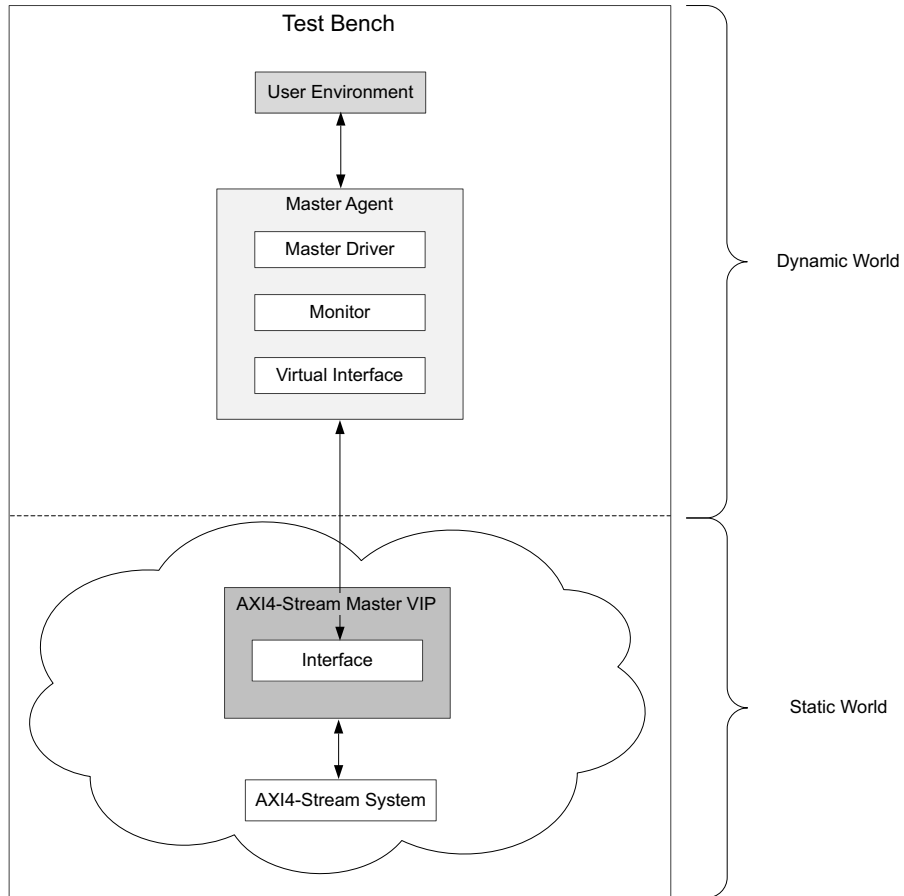 Test Bench
User Environment
Master Agent
Master Driver
Monitor
Virtual Interface
Dynamic World
AXI4-Stream Master VIP
Interface
Static World
AXI4-Stream System